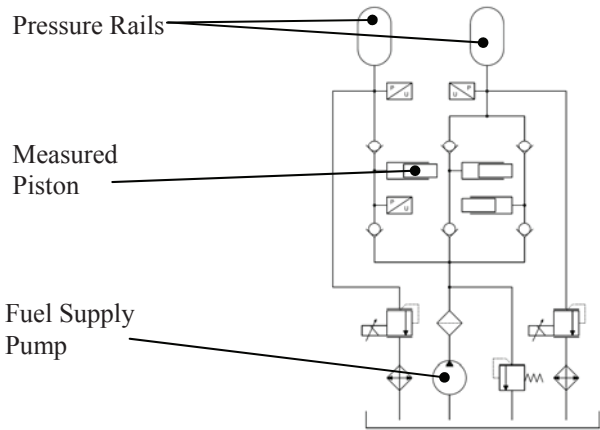 Pressure Rails
P
U
P
U
Measured
Piston
P
U
Fuel Supply
Pump